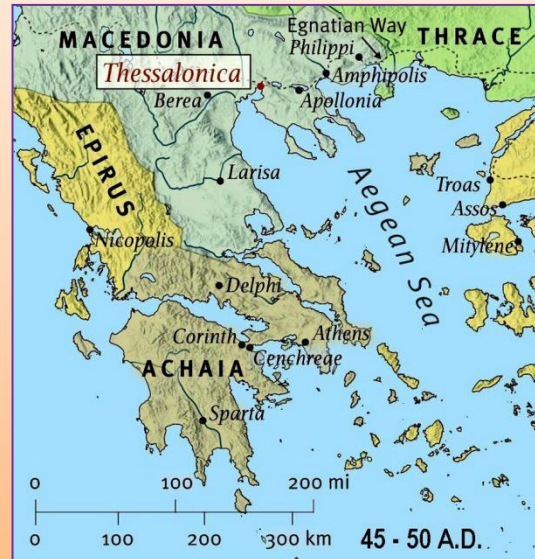 MACEDONIA
Egnatian Way
Philippi
THRACE
Thessalonica
Amphipolis
Berea
Apollonia
EPIRUS
Larisa
Aegean Sea
Troas
Assos
Mitylene
Nicopolis
Delphi
Corinth
Athens
Cenchreae
ACHAIA
Sparta
0 100 200 mi
0 100 200 300 km
45 - 50 A.D.